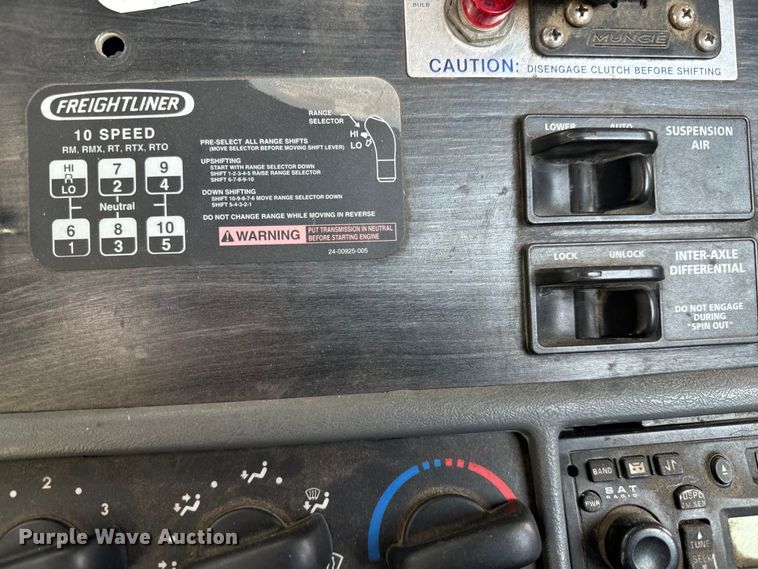 BULB
MUNCIE
CAUTION: DISENGAGE CLUTCH BEFORE SHIFTING
FREIGHTLINER
10 SPEED
RM, RMX, RT, RTX, RTO
HI
LO
7
2
9
4
Neutral
6
1
8
3
10
5
RANGE
SELECTOR
HI
LO
PRE-SELECT ALL RANGE SHIFTS
(MOVE SELECTOR BEFORE MOVING SHIFT LEVER)
UPSHIFTING
START WITH RANGE SELECTOR DOWN
SHIFT 1-2-3-4-5 RAISE RANGE SELECTOR
SHIFT 6-7-8-9-10
DOWN SHIFTING
SHIFT 10-9-8-7-6 MOVE RANGE SELECTOR DOWN
SHIFT 5-4-3-2-1
DO NOT CHANGE RANGE WHILE MOVING IN REVERSE
WARNING
PUT TRANSMISSION IN NEUTRAL
BEFORE STARTING ENGINE
24-00925-005
LOWER AUTO
SUSPENSION
AIR
LOCK UNLOCK
INTER-AXLE
DIFFERENTIAL
DO NOT ENGAGE
DURING
"SPIN OUT"
2
3
BAND
SAT
RADIO
PWR
DSPL
TUNE
SEEK
Purple Wave Auction